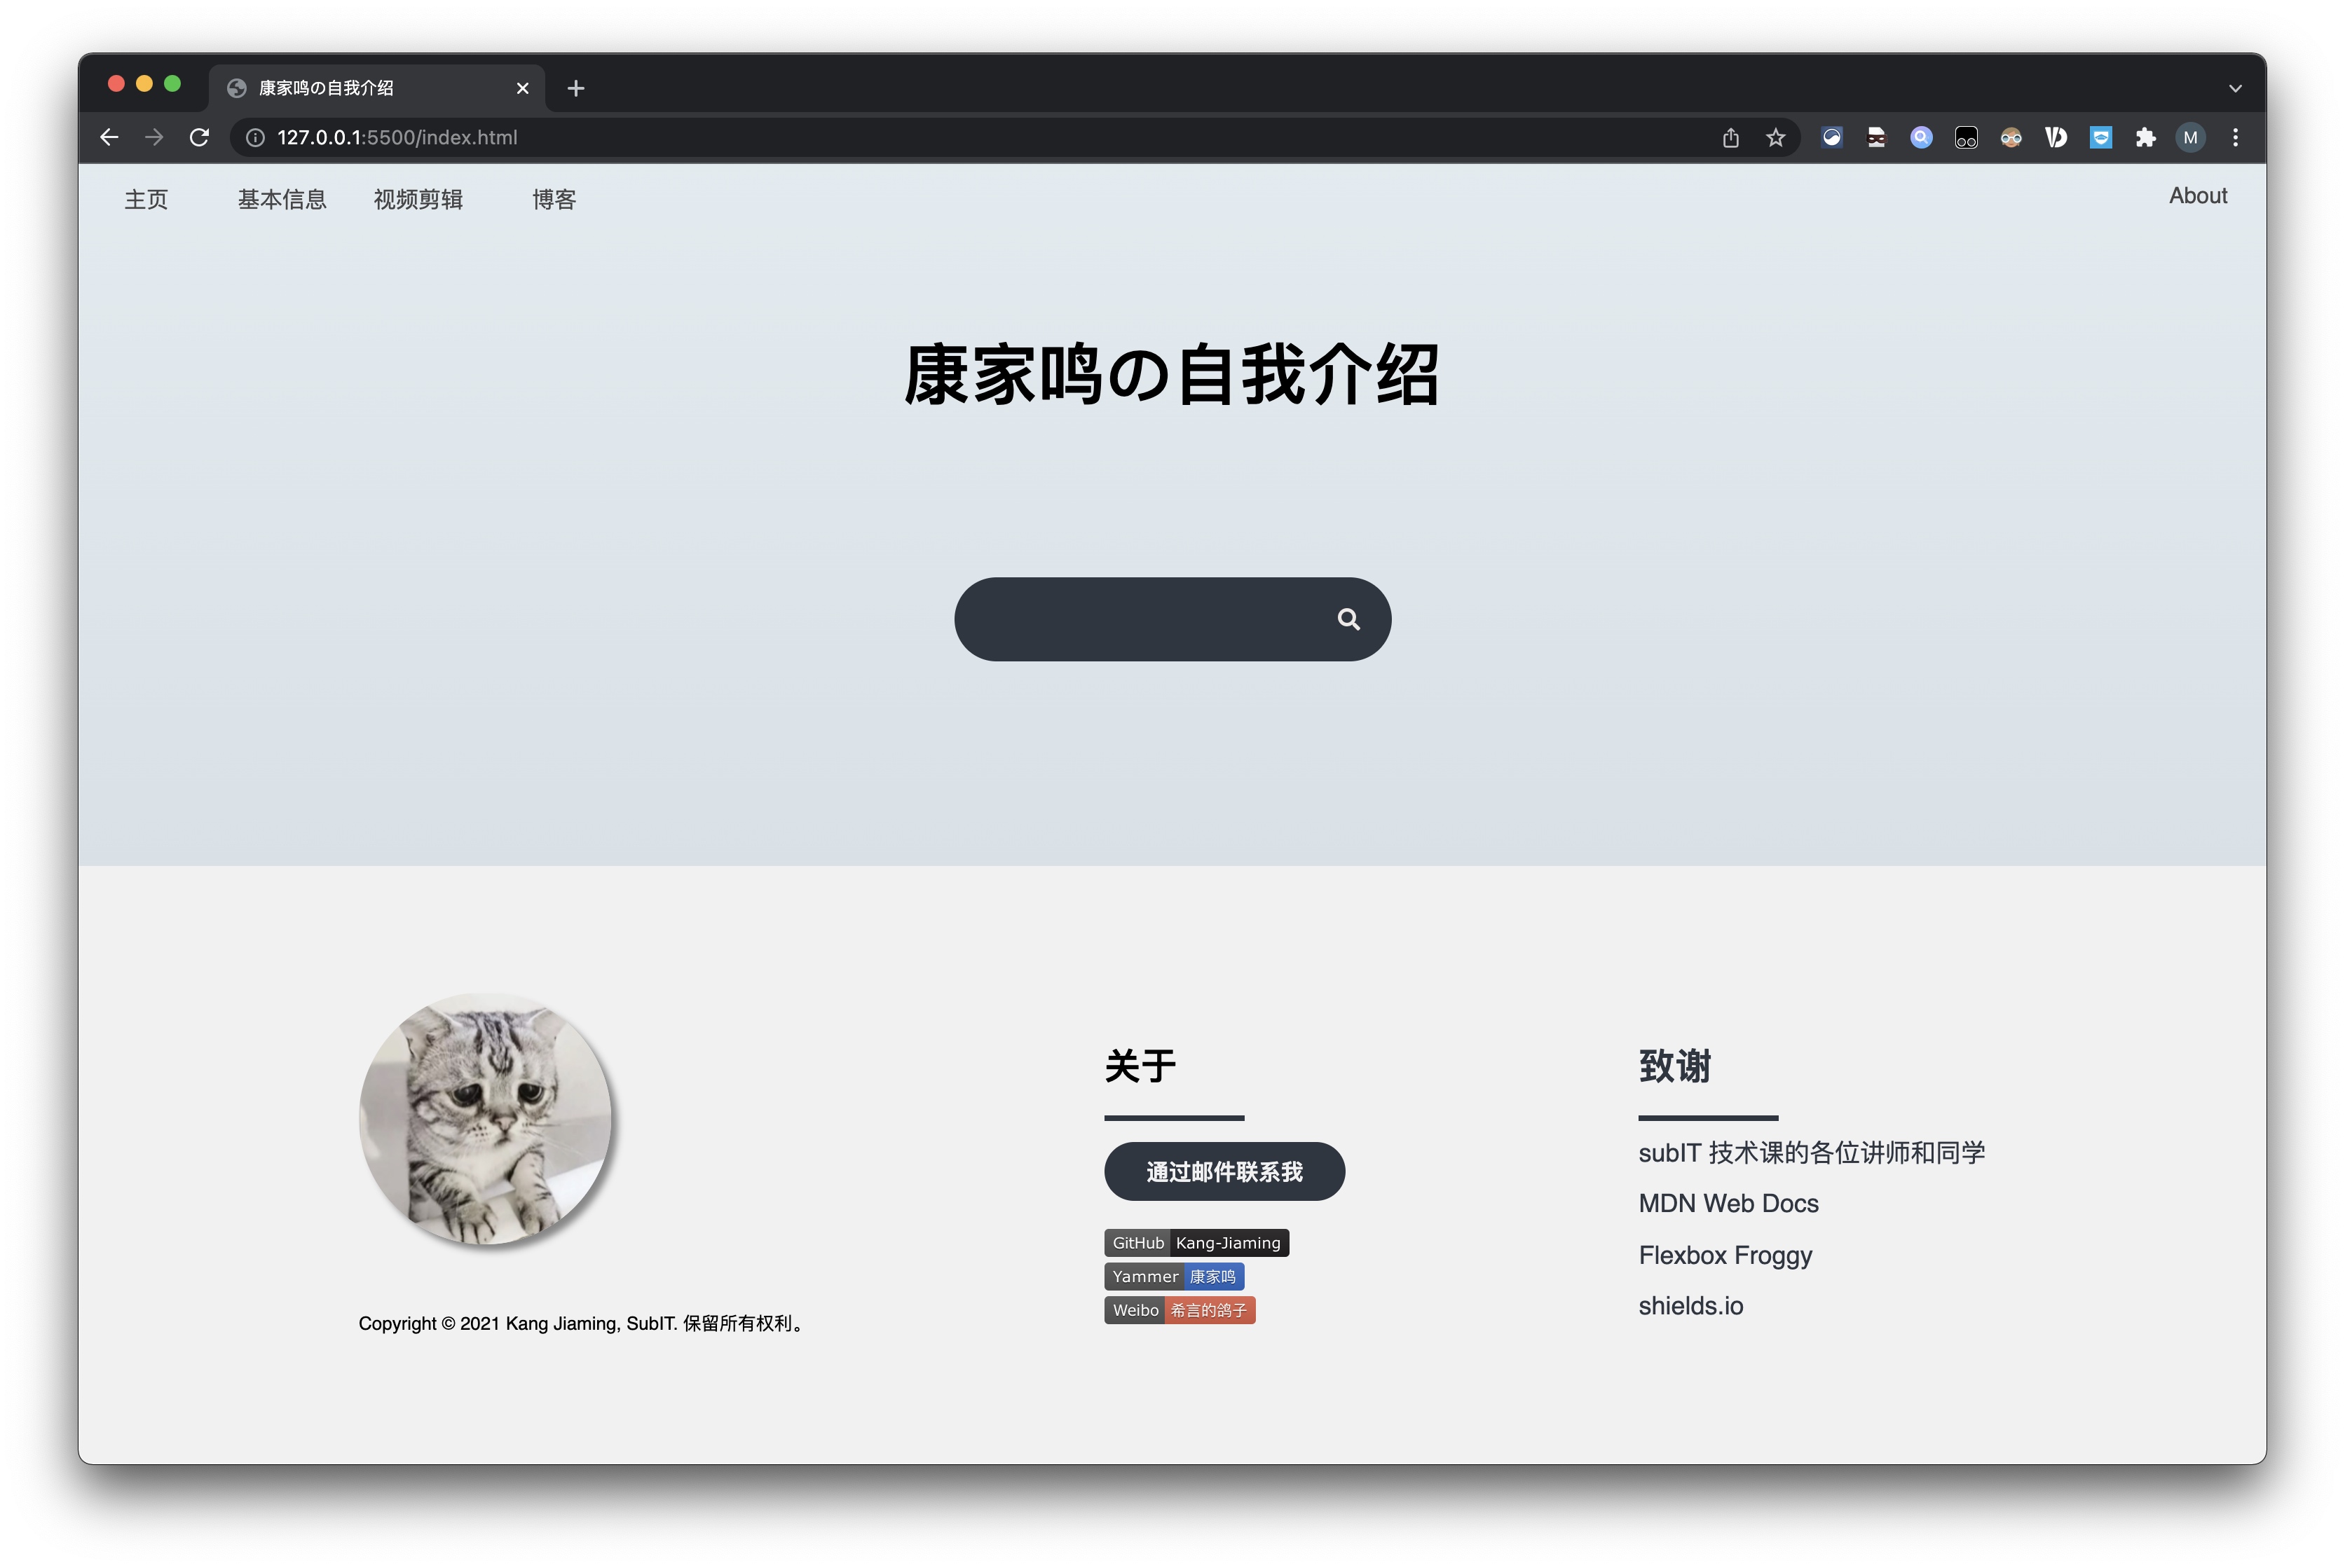 康家鸣の自我介绍
127.0.0.1:5500/index.html
M
主页 基本信息 视频剪辑 博客 About
康家鸣の自我介绍
关于
通过邮件联系我
GitHub Kang-Jiaming
Yammer 康家鸣
Weibo 希言的鸽子
致谢
subIT 技术课的各位讲师和同学
MDN Web Docs
Flexbox Froggy
shields.io
Copyright © 2021 Kang Jiaming, SubIT. 保留所有权利。